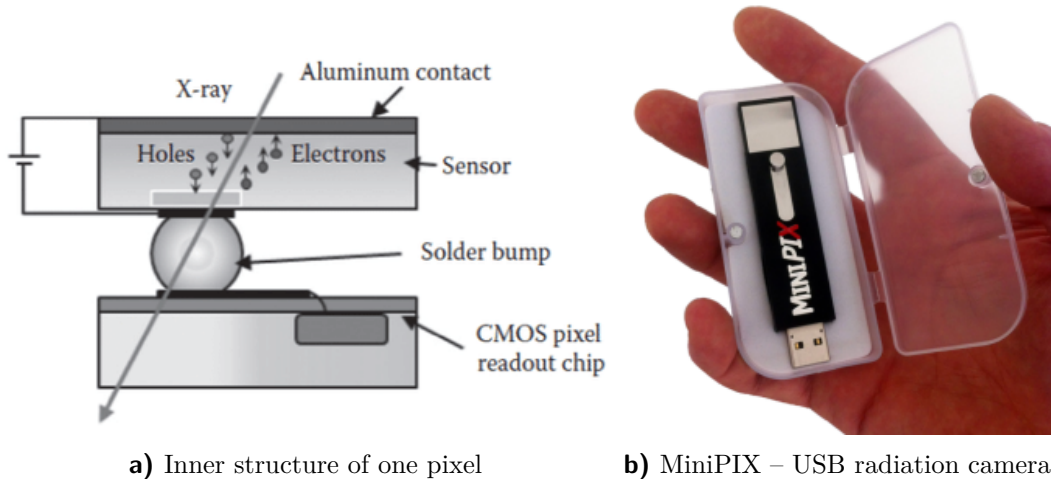 Aluminum contact
X-ray
Holes
Electrons
Sensor
Solder bump
CMOS pixel
readout chip
MINIPIX
a) Inner structure of one pixel
b) MiniPIX – USB radiation camera